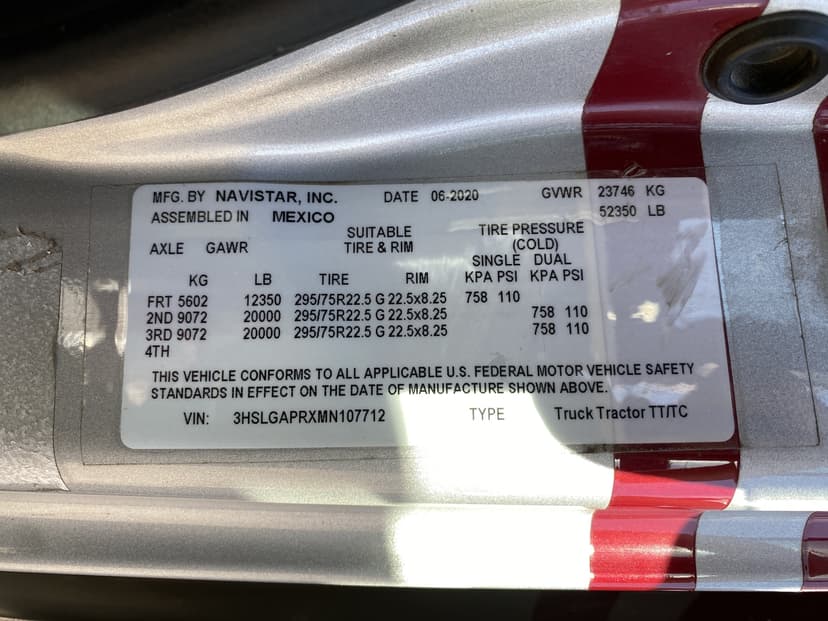 MFG. BY NAVISTAR, INC. DATE 06-2020 GVWR 23746 KG
ASSEMBLED IN MEXICO 52350 LB
SUITABLE TIRE PRESSURE
AXLE GAWR TIRE & RIM (COLD)
SINGLE DUAL
KG LB TIRE RIM KPA PSI KPA PSI
FRT 5602 12350 295/75R22.5 G 22.5x8.25 758 110
2ND 9072 20000 295/75R22.5 G 22.5x8.25 758 110
3RD 9072 20000 295/75R22.5 G 22.5x8.25 758 110
4TH
THIS VEHICLE CONFORMS TO ALL APPLICABLE U.S. FEDERAL MOTOR VEHICLE SAFETY
STANDARDS IN EFFECT ON THE DATE OF MANUFACTURE SHOWN ABOVE.
VIN: 3HSLGAPRXMN107712 TYPE Truck Tractor TT/TC